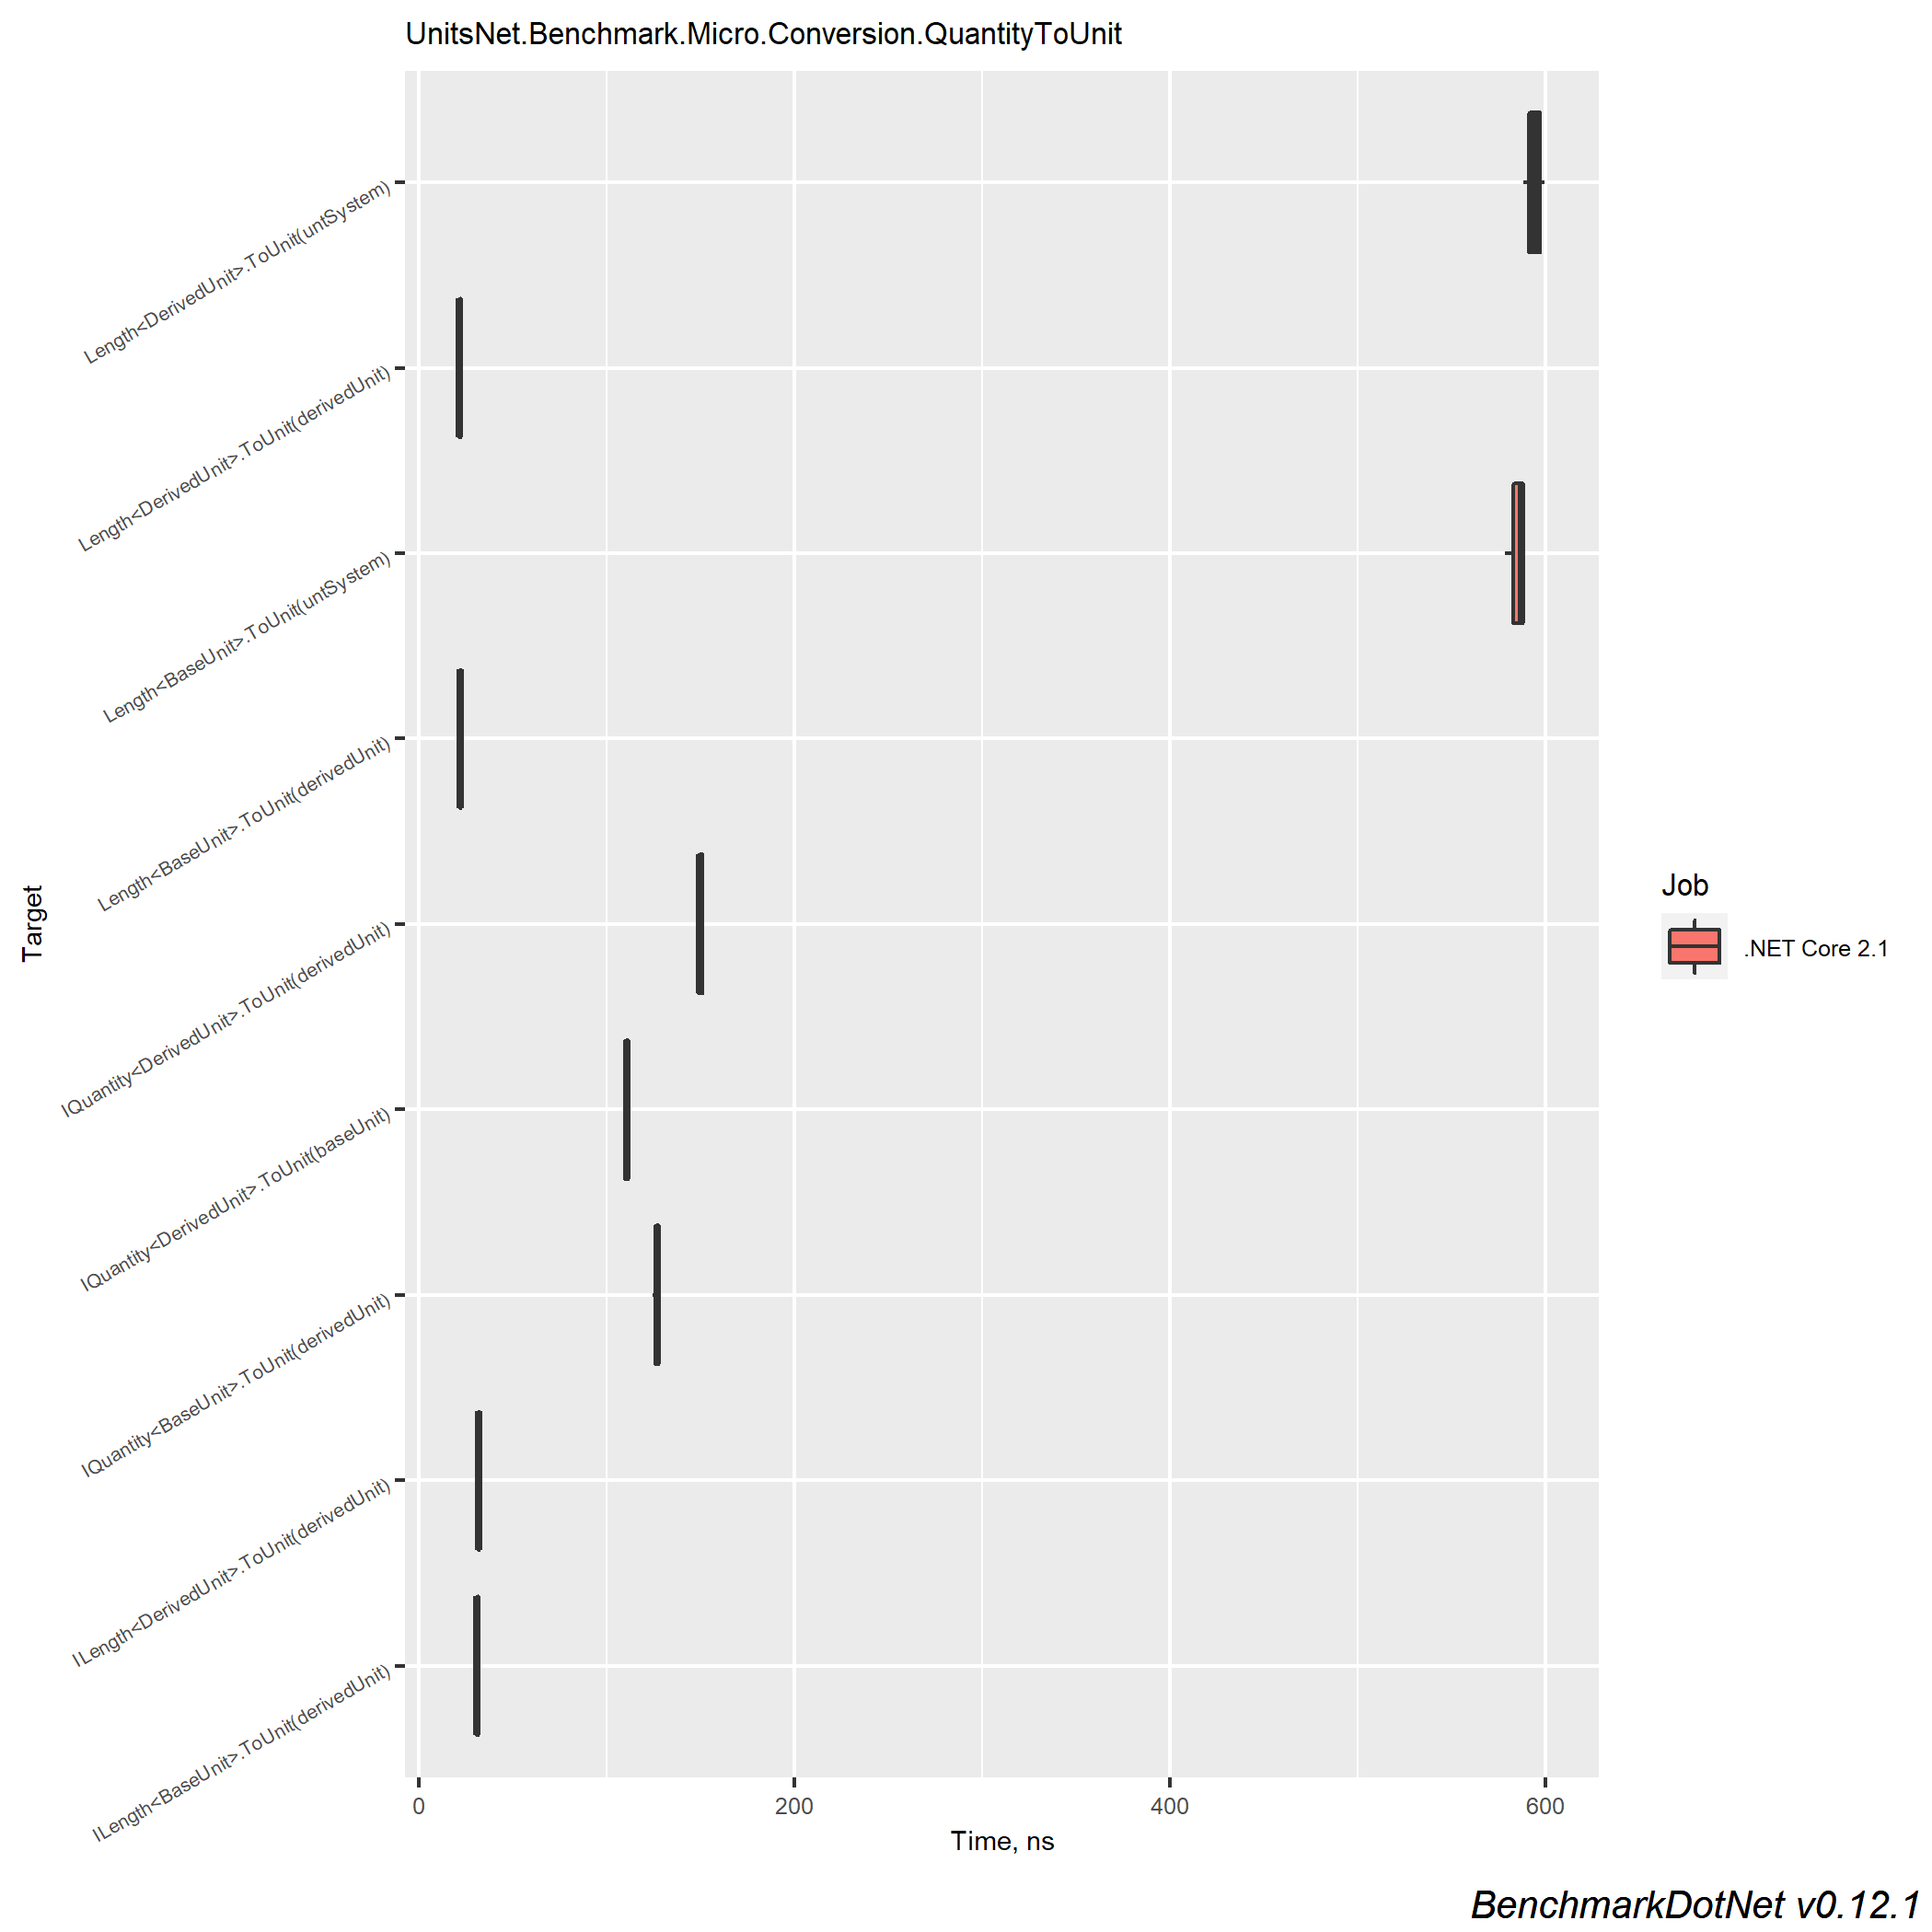 UnitsNet.Benchmark.Micro.Conversion.QuantityToUnit
Length<DerivedUnit>.ToUnit(untSystem)
Length<DerivedUnit>.ToUnit(derivedUnit)
Length<BaseUnit>.ToUnit(untSystem)
Length<BaseUnit>.ToUnit(derivedUnit)
IQuantity<DerivedUnit>.ToUnit(derivedUnit)
IQuantity<DerivedUnit>.ToUnit(baseUnit)
IQuantity<BaseUnit>.ToUnit(derivedUnit)
ILength<DerivedUnit>.ToUnit(derivedUnit)
ILength<BaseUnit>.ToUnit(derivedUnit)
Target
0 200 400 600
Time, ns
Job
.NET Core 2.1
BenchmarkDotNet v0.12.1